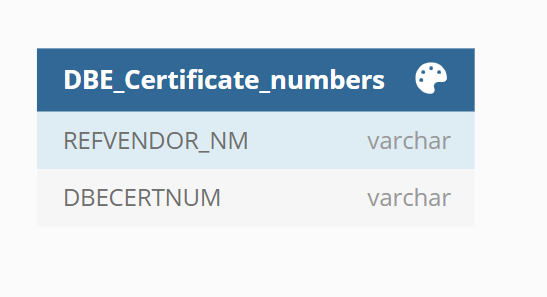 DBE_Certificate_numbers
REFVENDOR_NM varchar
DBECERTNUM varchar